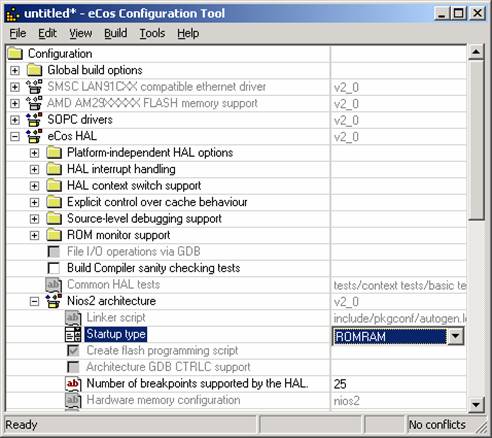 untitled* - eCos Configuration Tool
File Edit View Build Tools Help
Configuration
Global build options
SMSC LAN91CXX compatible ethernet driver v2_0
AMD AM29XXXXX FLASH memory support v2_0
SOPC drivers v2_0
eCos HAL v2_0
Platform-independent HAL options
HAL interrupt handling
HAL context switch support
Explicit control over cache behaviour
Source-level debugging support
ROM monitor support
File I/O operations via GDB
Build Compiler sanity checking tests
ab Common HAL tests tests/context tests/basic te
Nios2 architecture v2_0
ab Linker script include/pkgconf/autogen.l
Startup type ROMRAM
Create flash programming script
Architecture GDB CTRLC support
ab Number of breakpoints supported by the HAL. 25
ab Hardware memory configuration nios2
Ready No conflicts